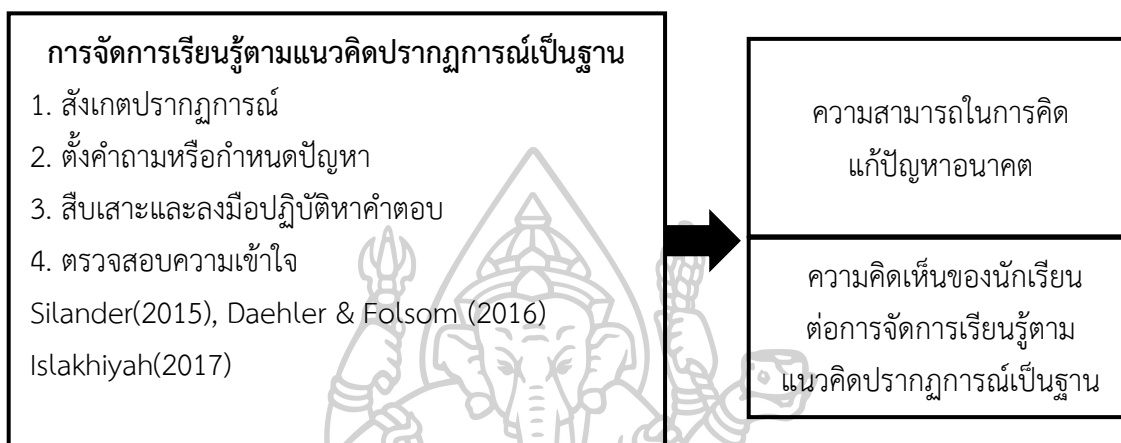 การจัดการเรียนรู้ตามแนวคิดปรากฏการณ์เป็นฐาน
1. สังเกตปรากฏการณ์
2. ตั้งคำถามหรือกำหนดปัญหา
3. สืบเสาะและลงมือปฏิบัติหาคำตอบ
4. ตรวจสอบความเข้าใจ
Silander(2015), Daehler & Folsom (2016)
Islakhiyah(2017)
ความสามารถในการคิด
แก้ปัญหาอนาคต
ความคิดเห็นของนักเรียน
ต่อการจัดการเรียนรู้ตาม
แนวคิดปรากฏการณ์เป็นฐาน